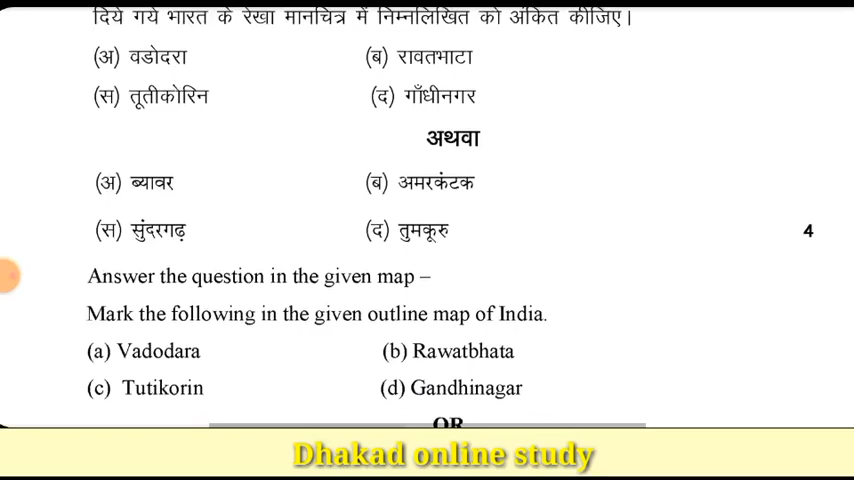 दिये गये भारत के रेखा मानचित्र में निम्नलिखित को अंकित कीजिए।
(अ) वडोदरा (ब) रावतभाटा
(स) तूतीकोरिन (द) गाँधीनगर
अथवा
(अ) ब्यावर (ब) अमरकंटक
(स) सुंदरगढ़ (द) तुमकूरु 4
Answer the question in the given map –
Mark the following in the given outline map of India.
(a) Vadodara (b) Rawatbhata
(c) Tutikorin (d) Gandhinagar
OR
Dhakad online study